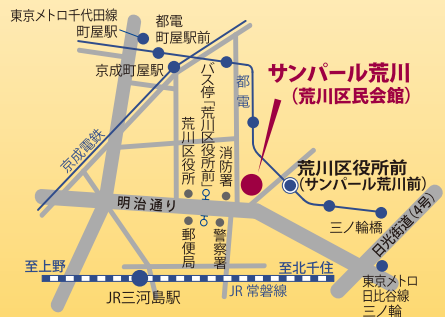 東京メトロ千代田線
町屋駅
都電
町屋駅前
京成町屋駅
バス停「荒川区役所前」
都電
サンパール荒川
(荒川区民会館)
京成電鉄
荒川区役所
消防署
荒川区役所前
(サンパール荒川前)
明治通り
三ノ輪橋
日光街道(4号)
郵便局
警察署
至上野
至北千住
JR三河島駅
JR 常磐線
東京メトロ
日比谷線
三ノ輪